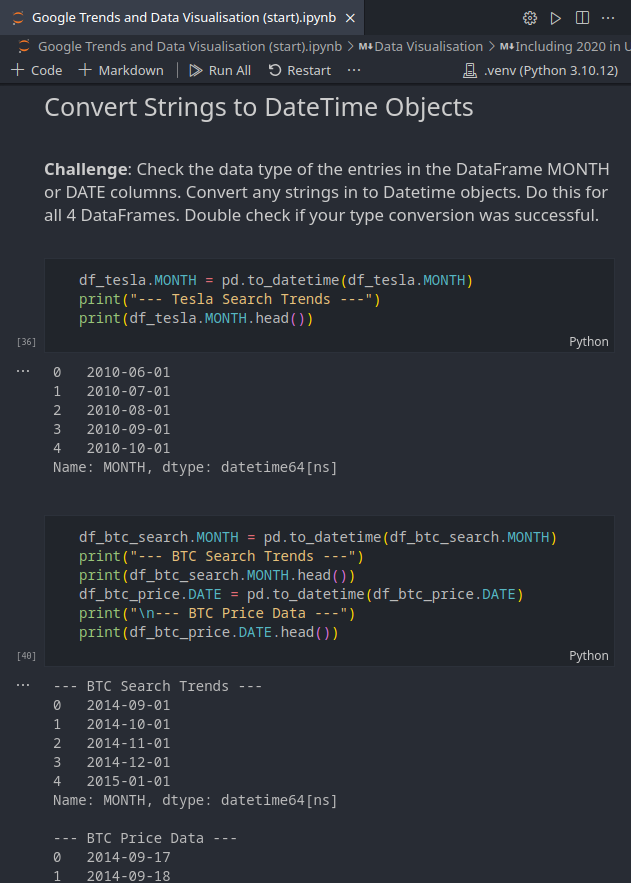 Google Trends and Data Visualisation (start).ipynb ×
Google Trends and Data Visualisation (start).ipynb > M↓Data Visualisation > M↓Including 2020 in U
+ Code + Markdown | Run All Restart ··· .venv (Python 3.10.12)
Convert Strings to DateTime Objects
Challenge: Check the data type of the entries in the DataFrame MONTH
or DATE columns. Convert any strings in to Datetime objects. Do this for
all 4 DataFrames. Double check if your type conversion was successful.
df_tesla.MONTH = pd.to_datetime(df_tesla.MONTH)
print("--- Tesla Search Trends ---")
print(df_tesla.MONTH.head())
[36] Python
0   2010-06-01
1   2010-07-01
2   2010-08-01
3   2010-09-01
4   2010-10-01
Name: MONTH, dtype: datetime64[ns]
df_btc_search.MONTH = pd.to_datetime(df_btc_search.MONTH)
print("--- BTC Search Trends ---")
print(df_btc_search.MONTH.head())
df_btc_price.DATE = pd.to_datetime(df_btc_price.DATE)
print("\n--- BTC Price Data ---")
print(df_btc_price.DATE.head())
[40] Python
--- BTC Search Trends ---
0   2014-09-01
1   2014-10-01
2   2014-11-01
3   2014-12-01
4   2015-01-01
Name: MONTH, dtype: datetime64[ns]
--- BTC Price Data ---
0   2014-09-17
1   2014-09-18